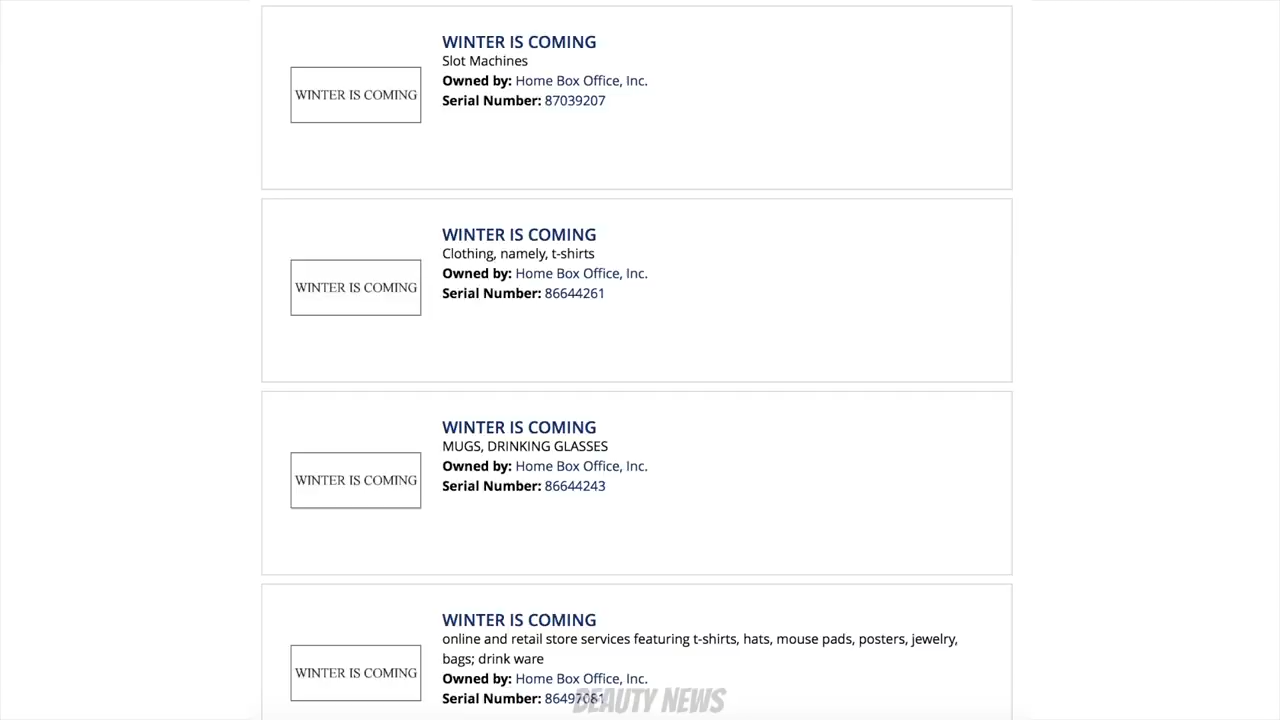 WINTER IS COMING
WINTER IS COMING
Slot Machines
Owned by: Home Box Office, Inc.
Serial Number: 87039207
WINTER IS COMING
WINTER IS COMING
Clothing, namely, t-shirts
Owned by: Home Box Office, Inc.
Serial Number: 86644261
WINTER IS COMING
WINTER IS COMING
MUGS, DRINKING GLASSES
Owned by: Home Box Office, Inc.
Serial Number: 86644243
WINTER IS COMING
WINTER IS COMING
online and retail store services featuring t-shirts, hats, mouse pads, posters, jewelry,
bags; drink ware
Owned by: Home Box Office, Inc.
Serial Number: 86497081
BEAUTY NEWS